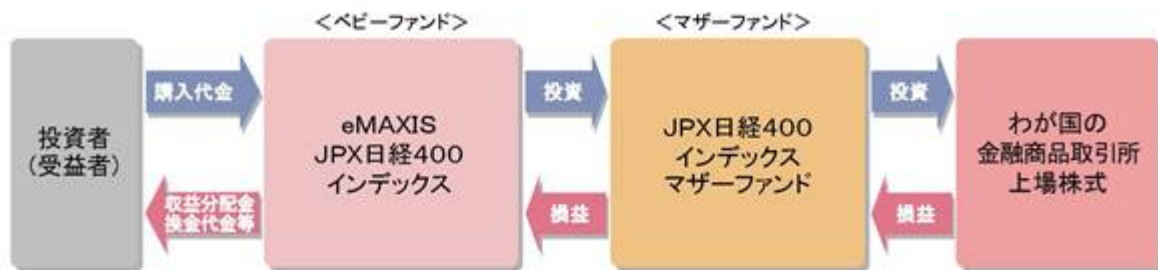 ＜ベビーファンド＞
＜マザーファンド＞
投資者
(受益者)
購入代金
収益分配金
換金代金等
eMAXIS
JPX日経400
インデックス
投資
損益
JPX日経400
インデックス
マザーファンド
投資
損益
わが国の
金融商品取引所
上場株式